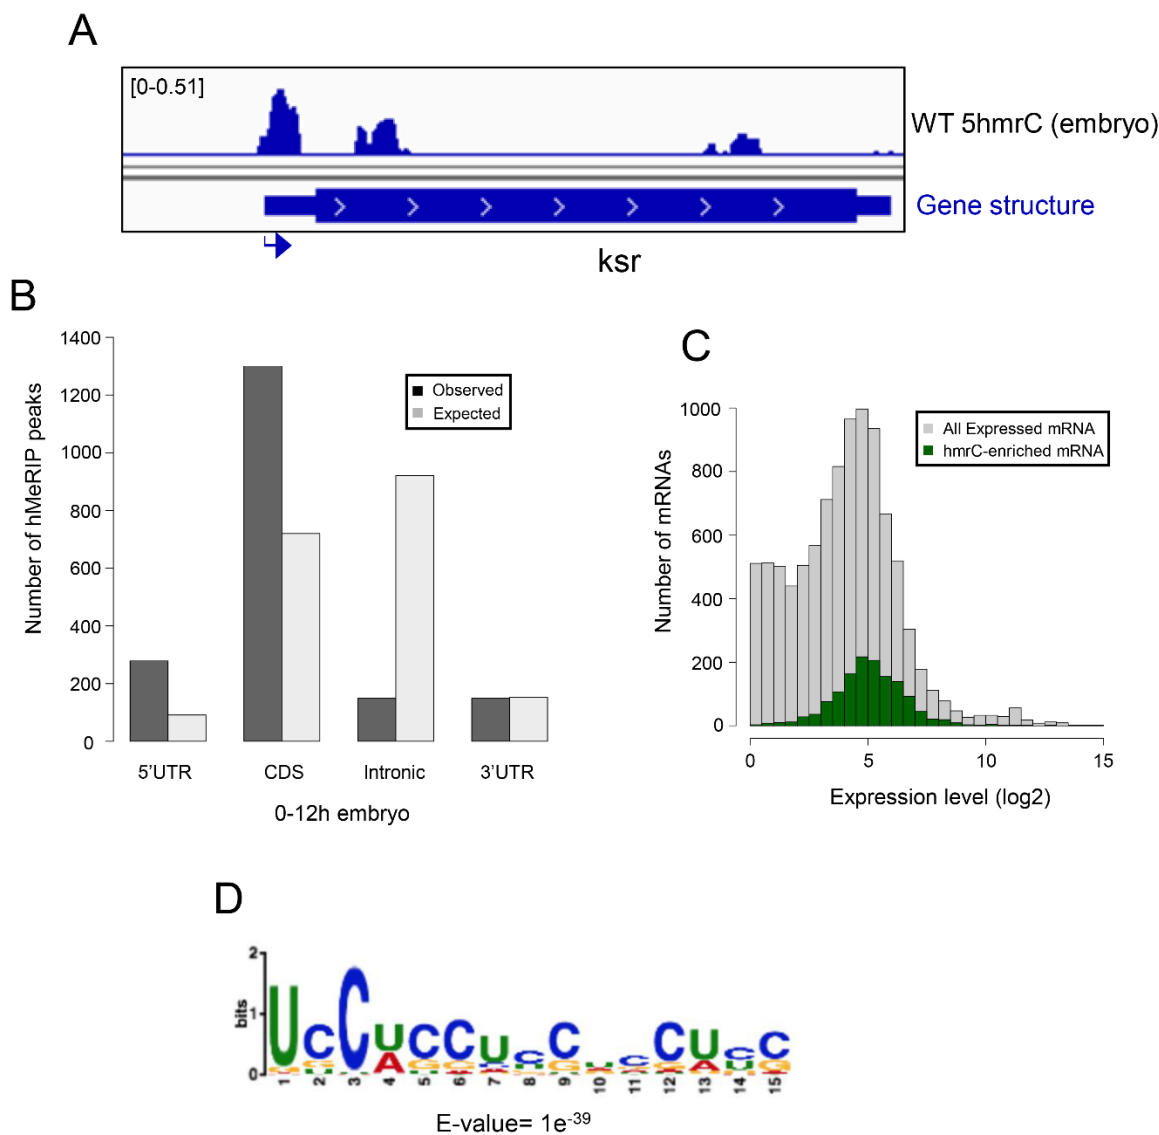 A
[0-0.51]
WT 5hmrC (embryo)
Gene structure
ksr
B
Number of hMeRIP peaks
1400
1200
1000
800
600
400
200
0
Observed
Expected
5'UTR
CDS
Intronic
3'UTR
0-12h embryo
C
Number of mRNAs
1000
800
600
400
200
0
All Expressed mRNA
hmrC-enriched mRNA
0
5
10
15
Expression level (log2)
D
bits
2
1
0
UCCUCCUCC CCUCC
1 2 3 4 5 6 7 8 9 10 11 12 13 14 15
E-value= 1e-39